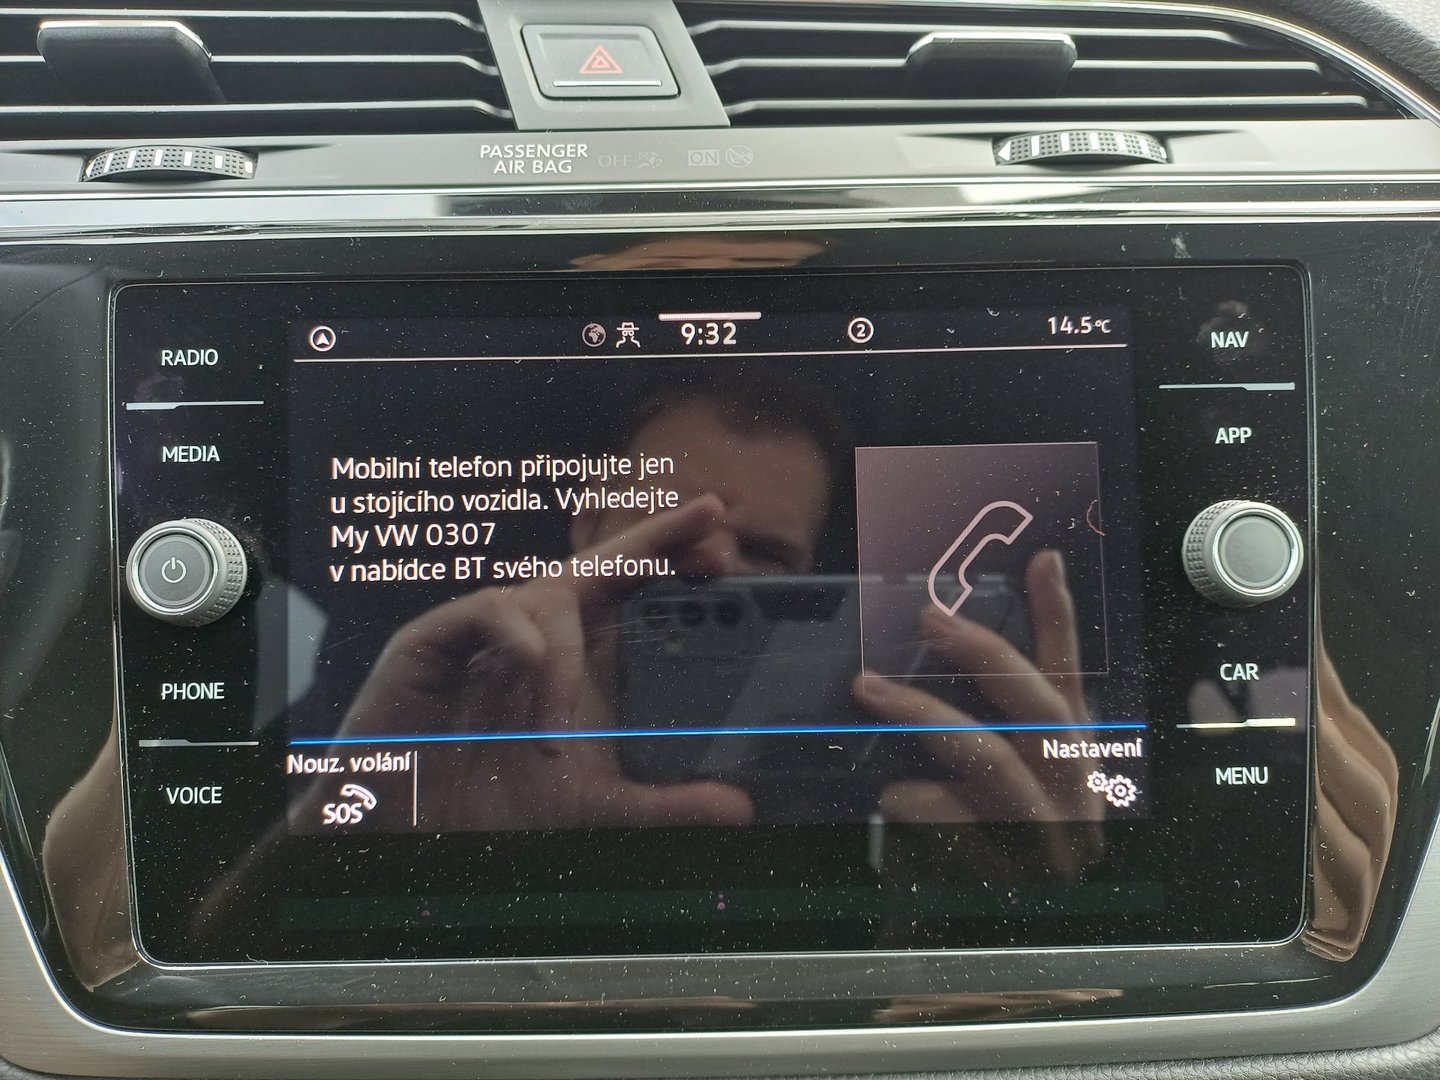 PASSENGER
AIR BAG
OFF
ON
RADIO
MEDIA
PHONE
VOICE
9:32
2
14.5°C
Mobilní telefon připojujte jen
u stojícího vozidla. Vyhledejte
My VW 0307
v nabídce BT svého telefonu.
Nouz. volání
SOS
Nastavení
NAV
APP
CAR
MENU